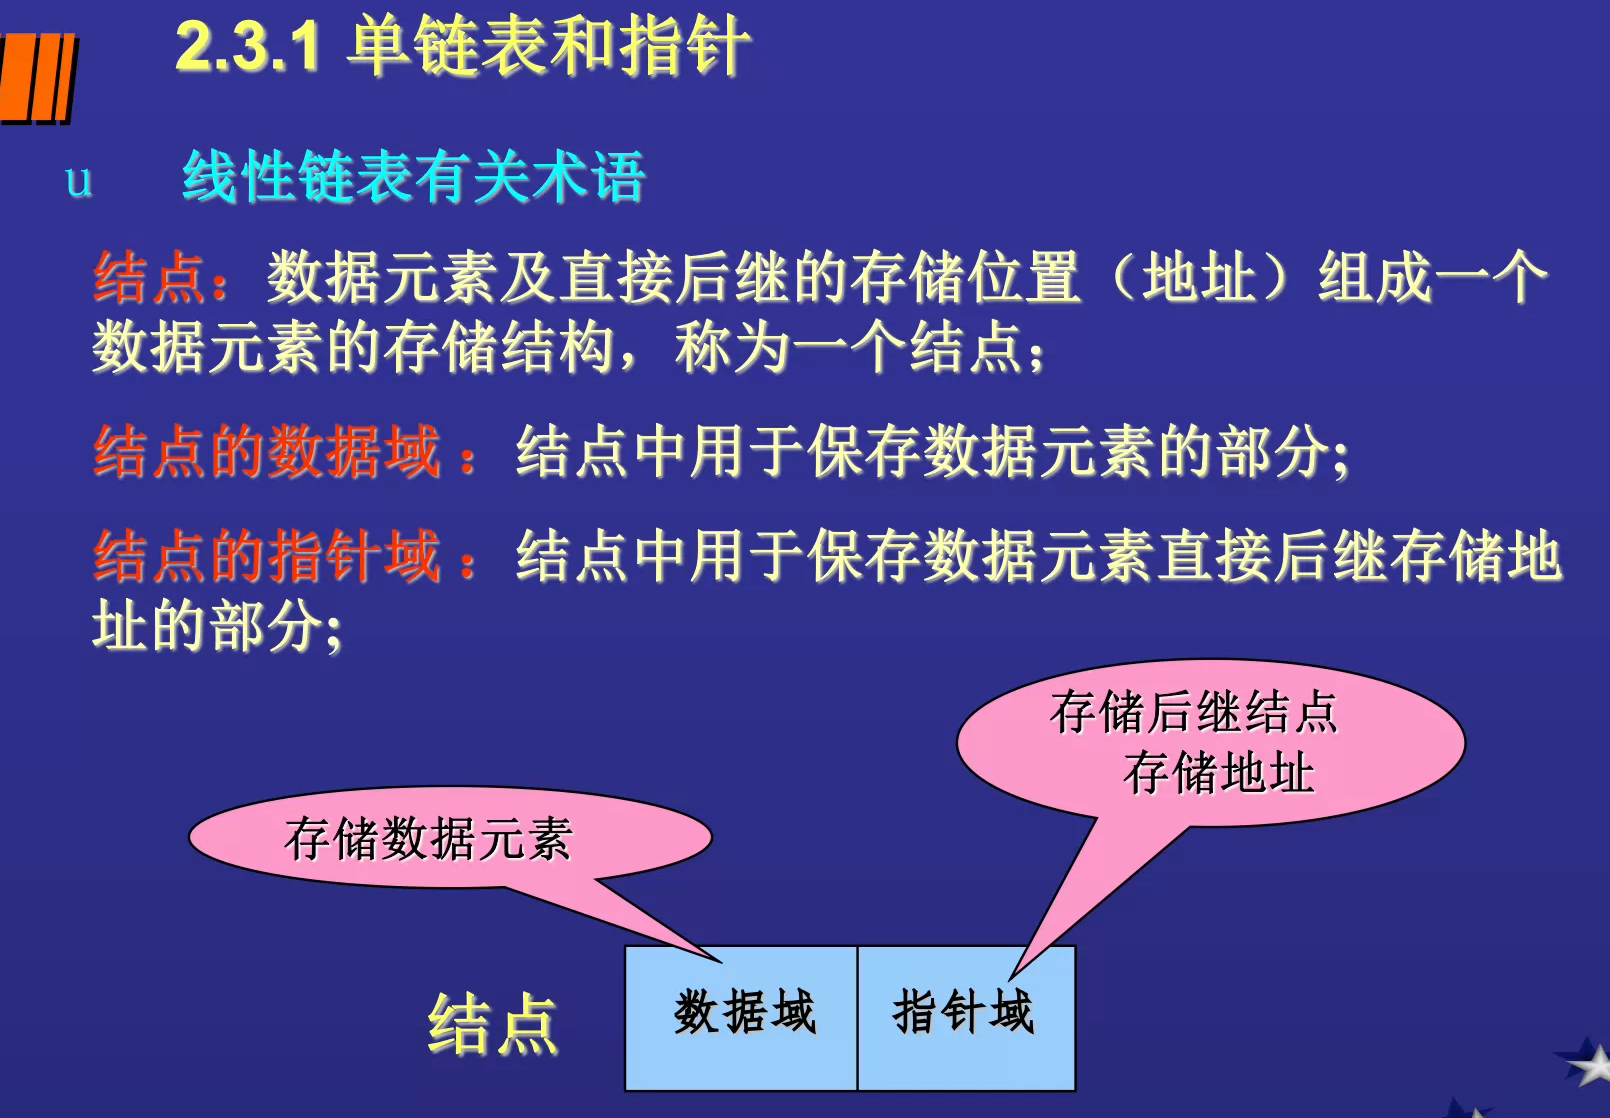 2.3.1 单链表和指针
u 线性链表有关术语
结点：数据元素及直接后继的存储位置（地址）组成一个
数据元素的存储结构，称为一个结点；
结点的数据域 ：结点中用于保存数据元素的部分;
结点的指针域 ：结点中用于保存数据元素直接后继存储地
址的部分;
存储后继结点
存储地址
存储数据元素
结点
数据域
指针域